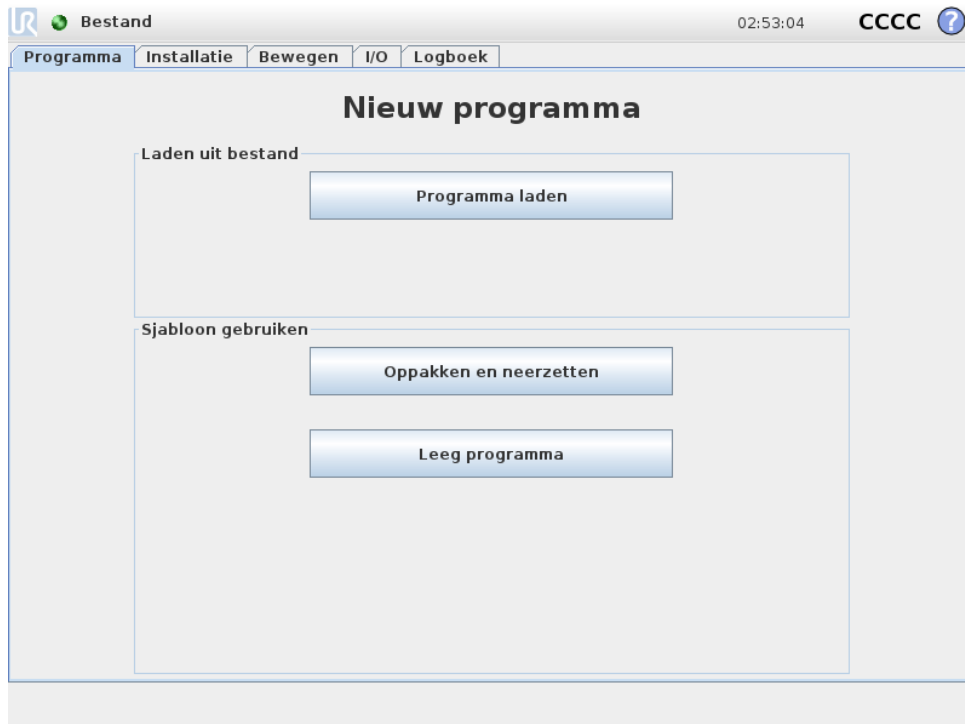 UR Bestand 02:53:04 CCCC ?
Programma Installatie Bewegen I/O Logboek
Nieuw programma
Laden uit bestand
Programma laden
Sjabloon gebruiken
Oppakken en neerzetten
Leeg programma